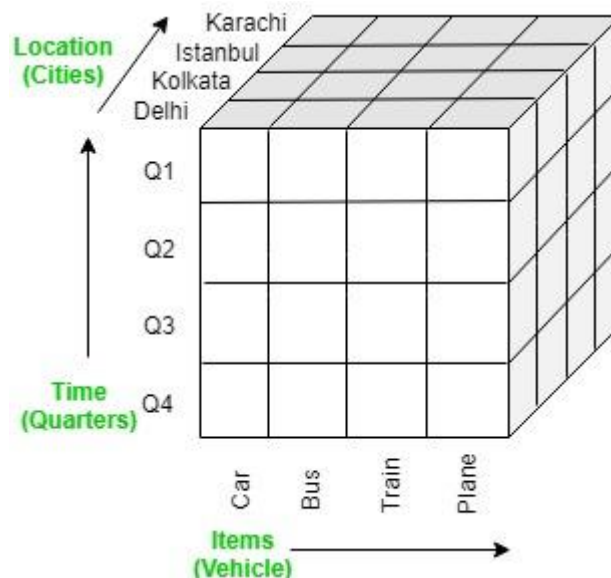 Karachi
Location
(Cities)
Istanbul
Kolkata
Delhi
Q1
Q2
Q3
Time
(Quarters)
Q4
Car
Bus
Train
Plane
Items
(Vehicle)